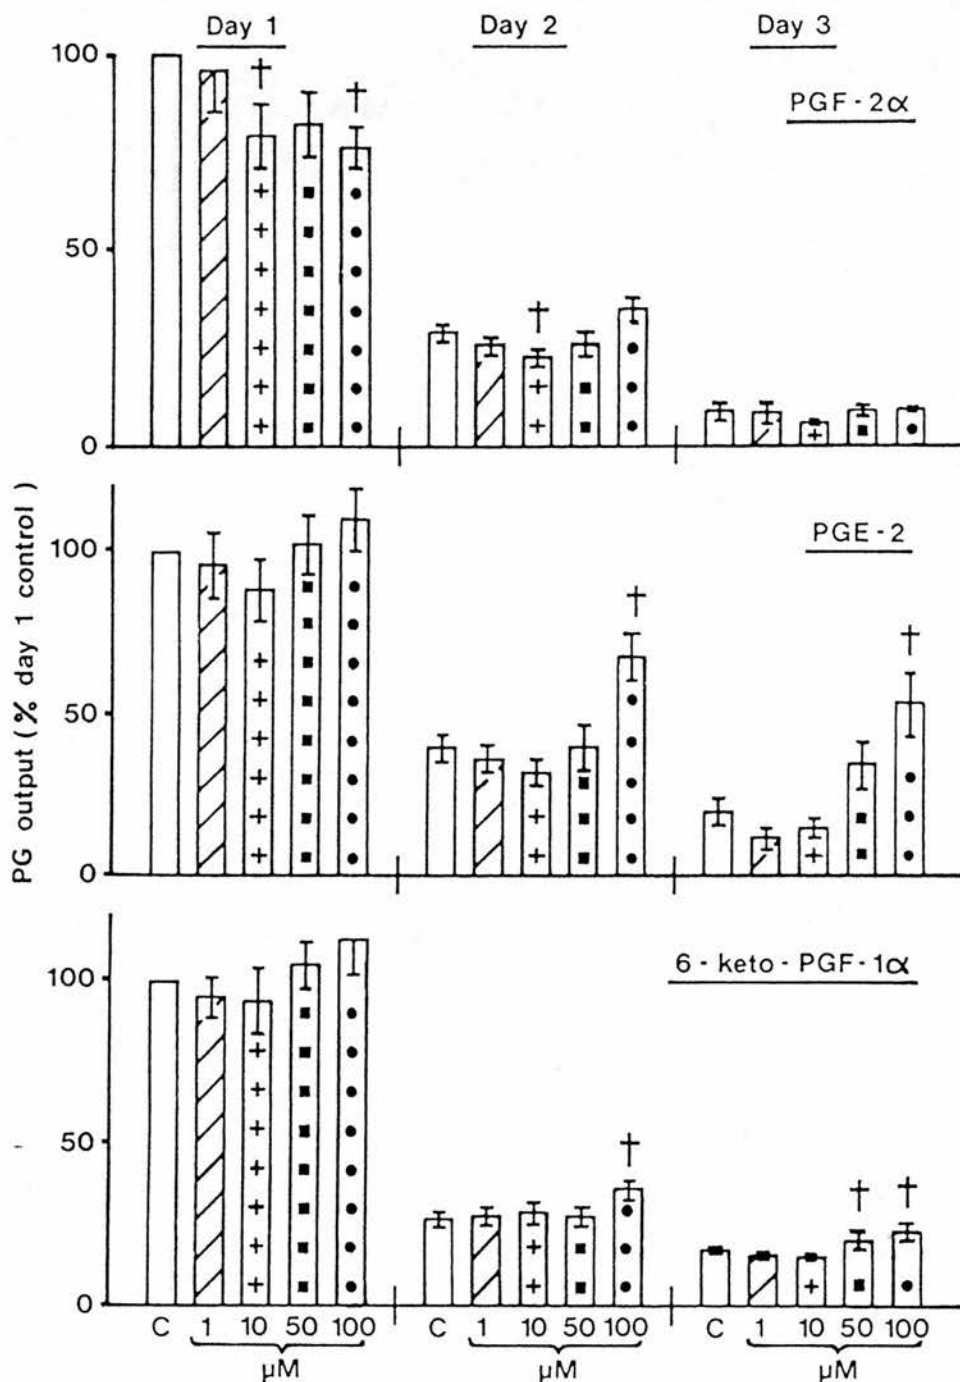 Day 1 Day 2 Day 3
100
† †
PGF-2α
50
†
0
PG output (% day 1 control)
PGE-2
100
† †
50
0
6-keto-PGF-1α
100
†
50
† †
0
C 1 10 50 100 C 1 10 50 100 C 1 10 50 100
µM µM µM